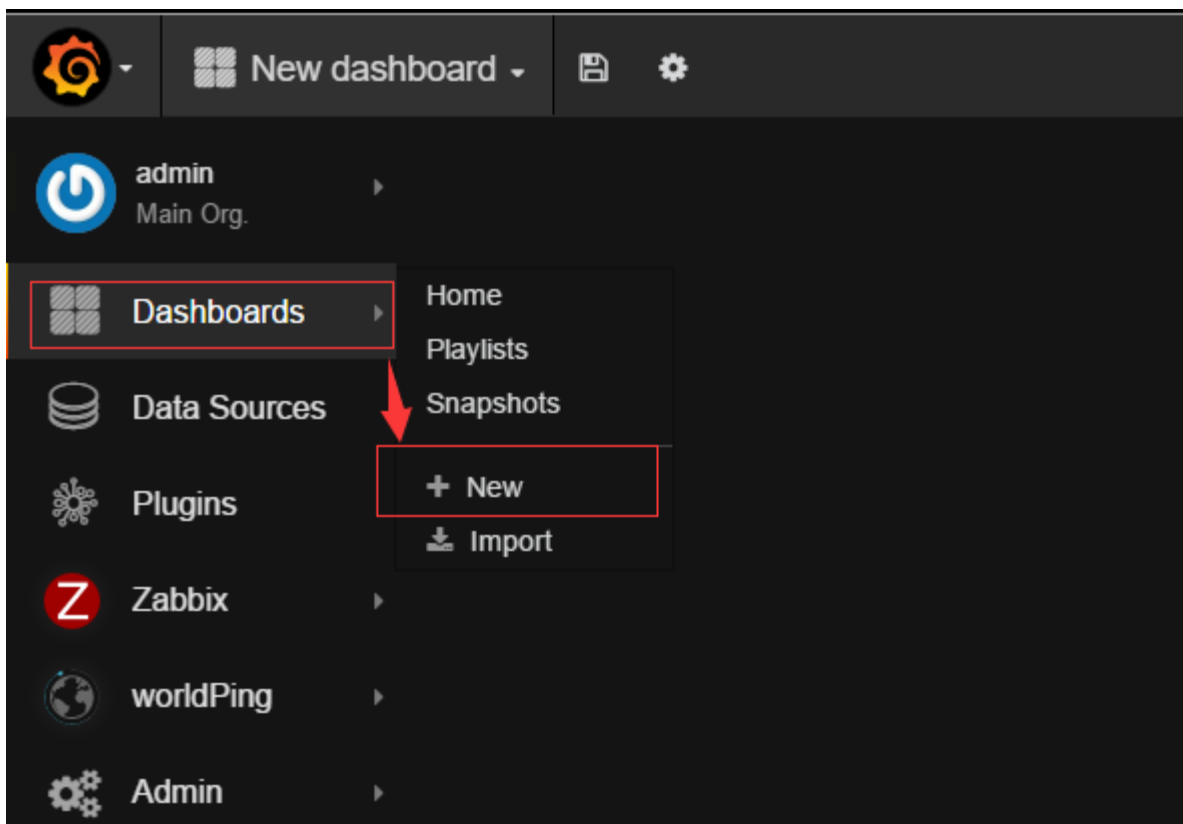 New dashboard
admin
Main Org.
Dashboards
Home
Playlists
Snapshots
Data Sources
New
Plugins
Import
Z Zabbix
worldPing
Admin